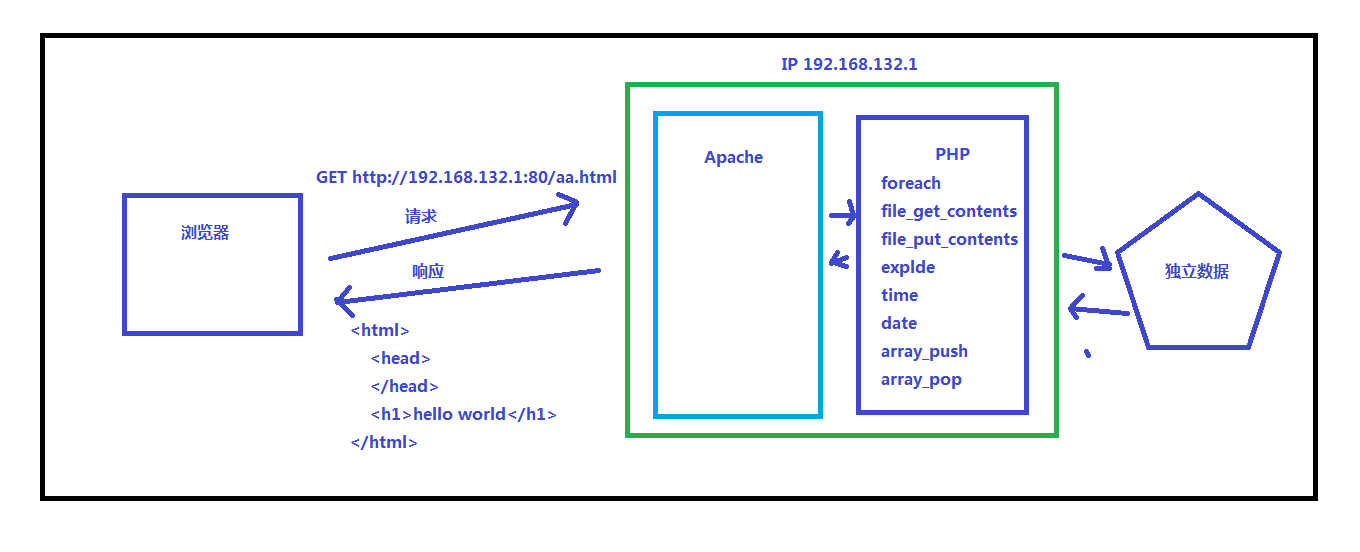 IP 192.168.132.1
GET http://192.168.132.1:80/aa.html
请求
浏览器
响应
<html>
<head>
</head>
<h1>hello world</h1>
</html>
Apache
PHP
foreach
file_get_contents
file_put_contents
explde
time
date
array_push
array_pop
独立数据